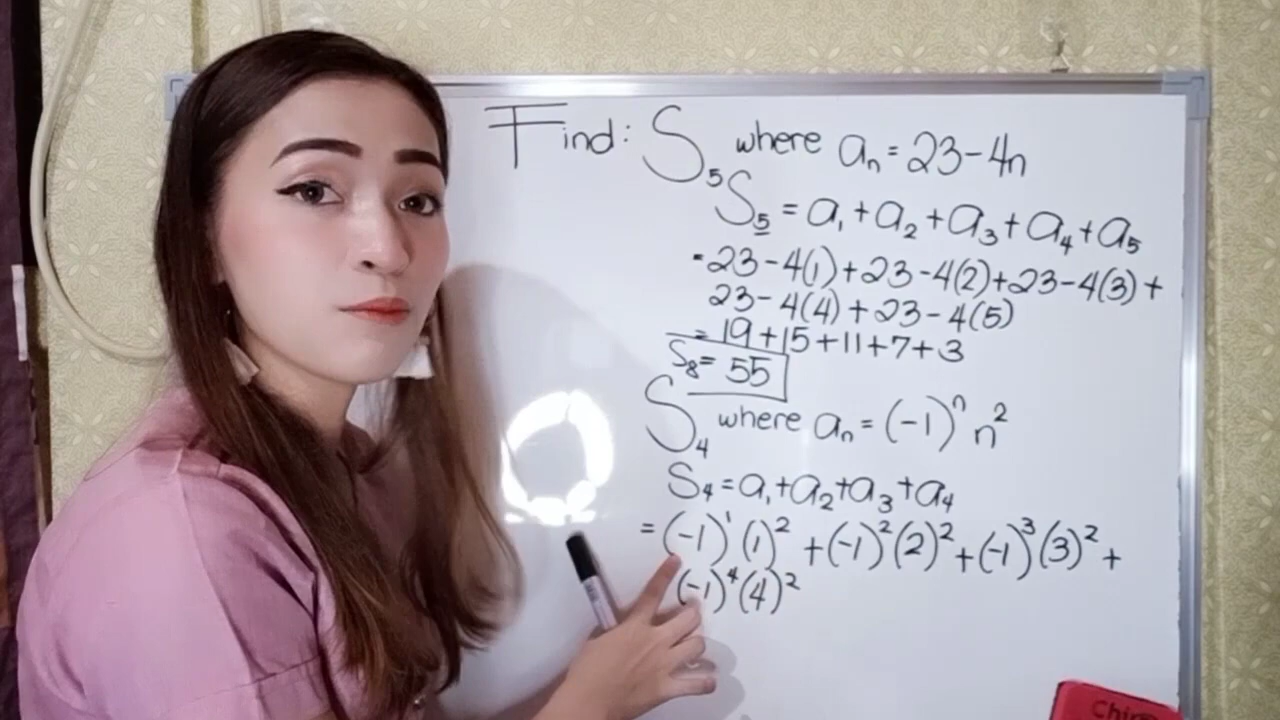 Find: S₅ where aₙ = 23 - 4n
S₅ = a₁ + a₂ + a₃ + a₄ + a₅
= 23 - 4(1) + 23 - 4(2) + 23 - 4(3) +
23 - 4(4) + 23 - 4(5)
= 19 + 15 + 11 + 7 + 3
S₈ = 55
S₄ where aₙ = (-1)ⁿ n²
S₄ = a₁ + a₂ + a₃ + a₄
= (-1)¹ (1)² + (-1)² (2)² + (-1)³ (3)² +
(-1)⁴ (4)²